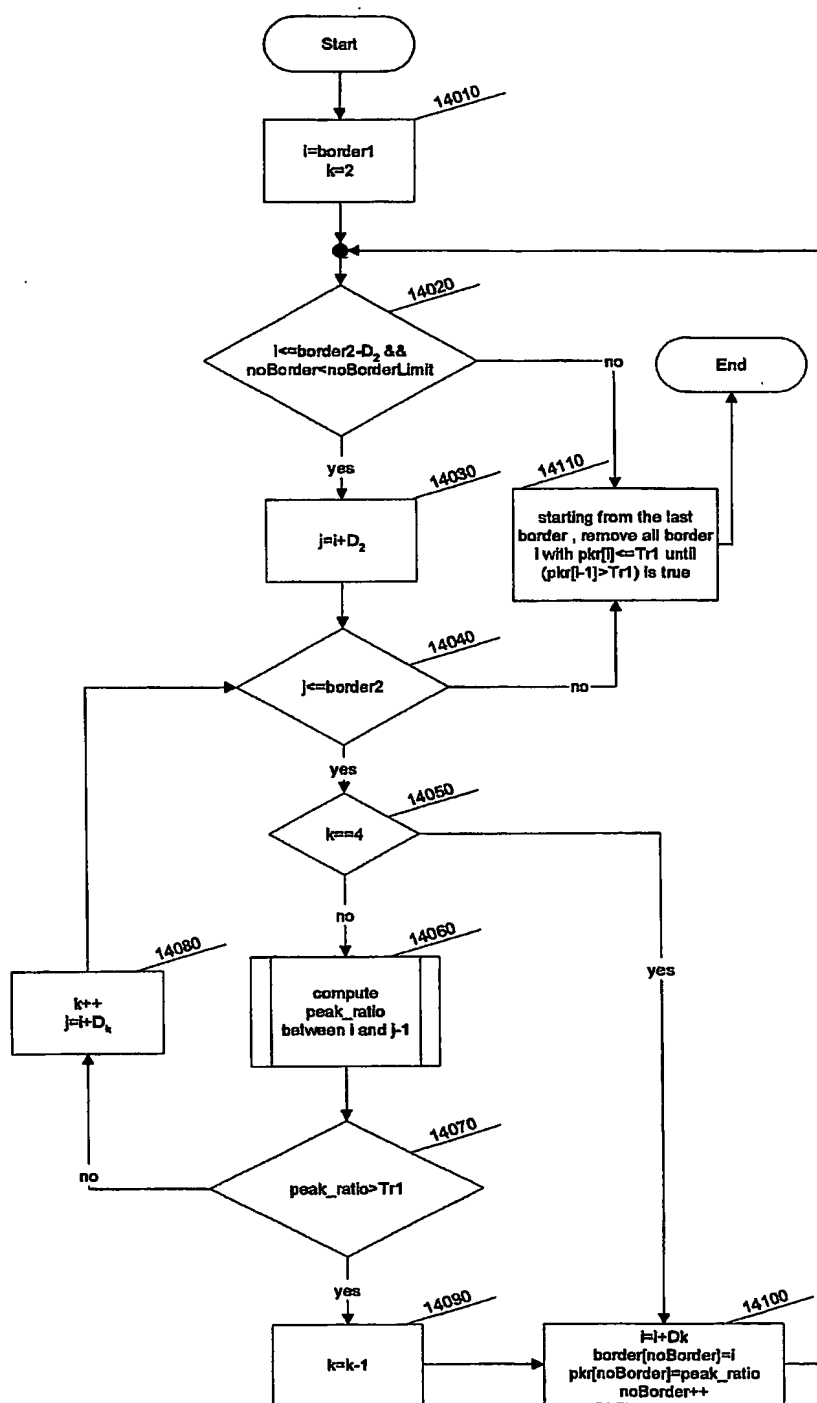 Start
14010
i=border1
k=2
14020
i<=border2-D2 &&
noBorder<noBorderLimit
no
End
yes
14030
14110
j=i+D2
starting from the last
border , remove all border
i with pkr[i]<=Tr1 until
(pkr[i-1]>Tr1) is true
14040
j<=border2
no
yes
14050
k==4
no
14080
14060
yes
k++
j=i+Dk
compute
peak_ratio
between i and j-1
14070
no
peak_ratio>Tr1
yes
14090
14100
k=k-1
i=i+Dk
border[noBorder]=i
pkr[noBorder]=peak_ratio
noBorder++